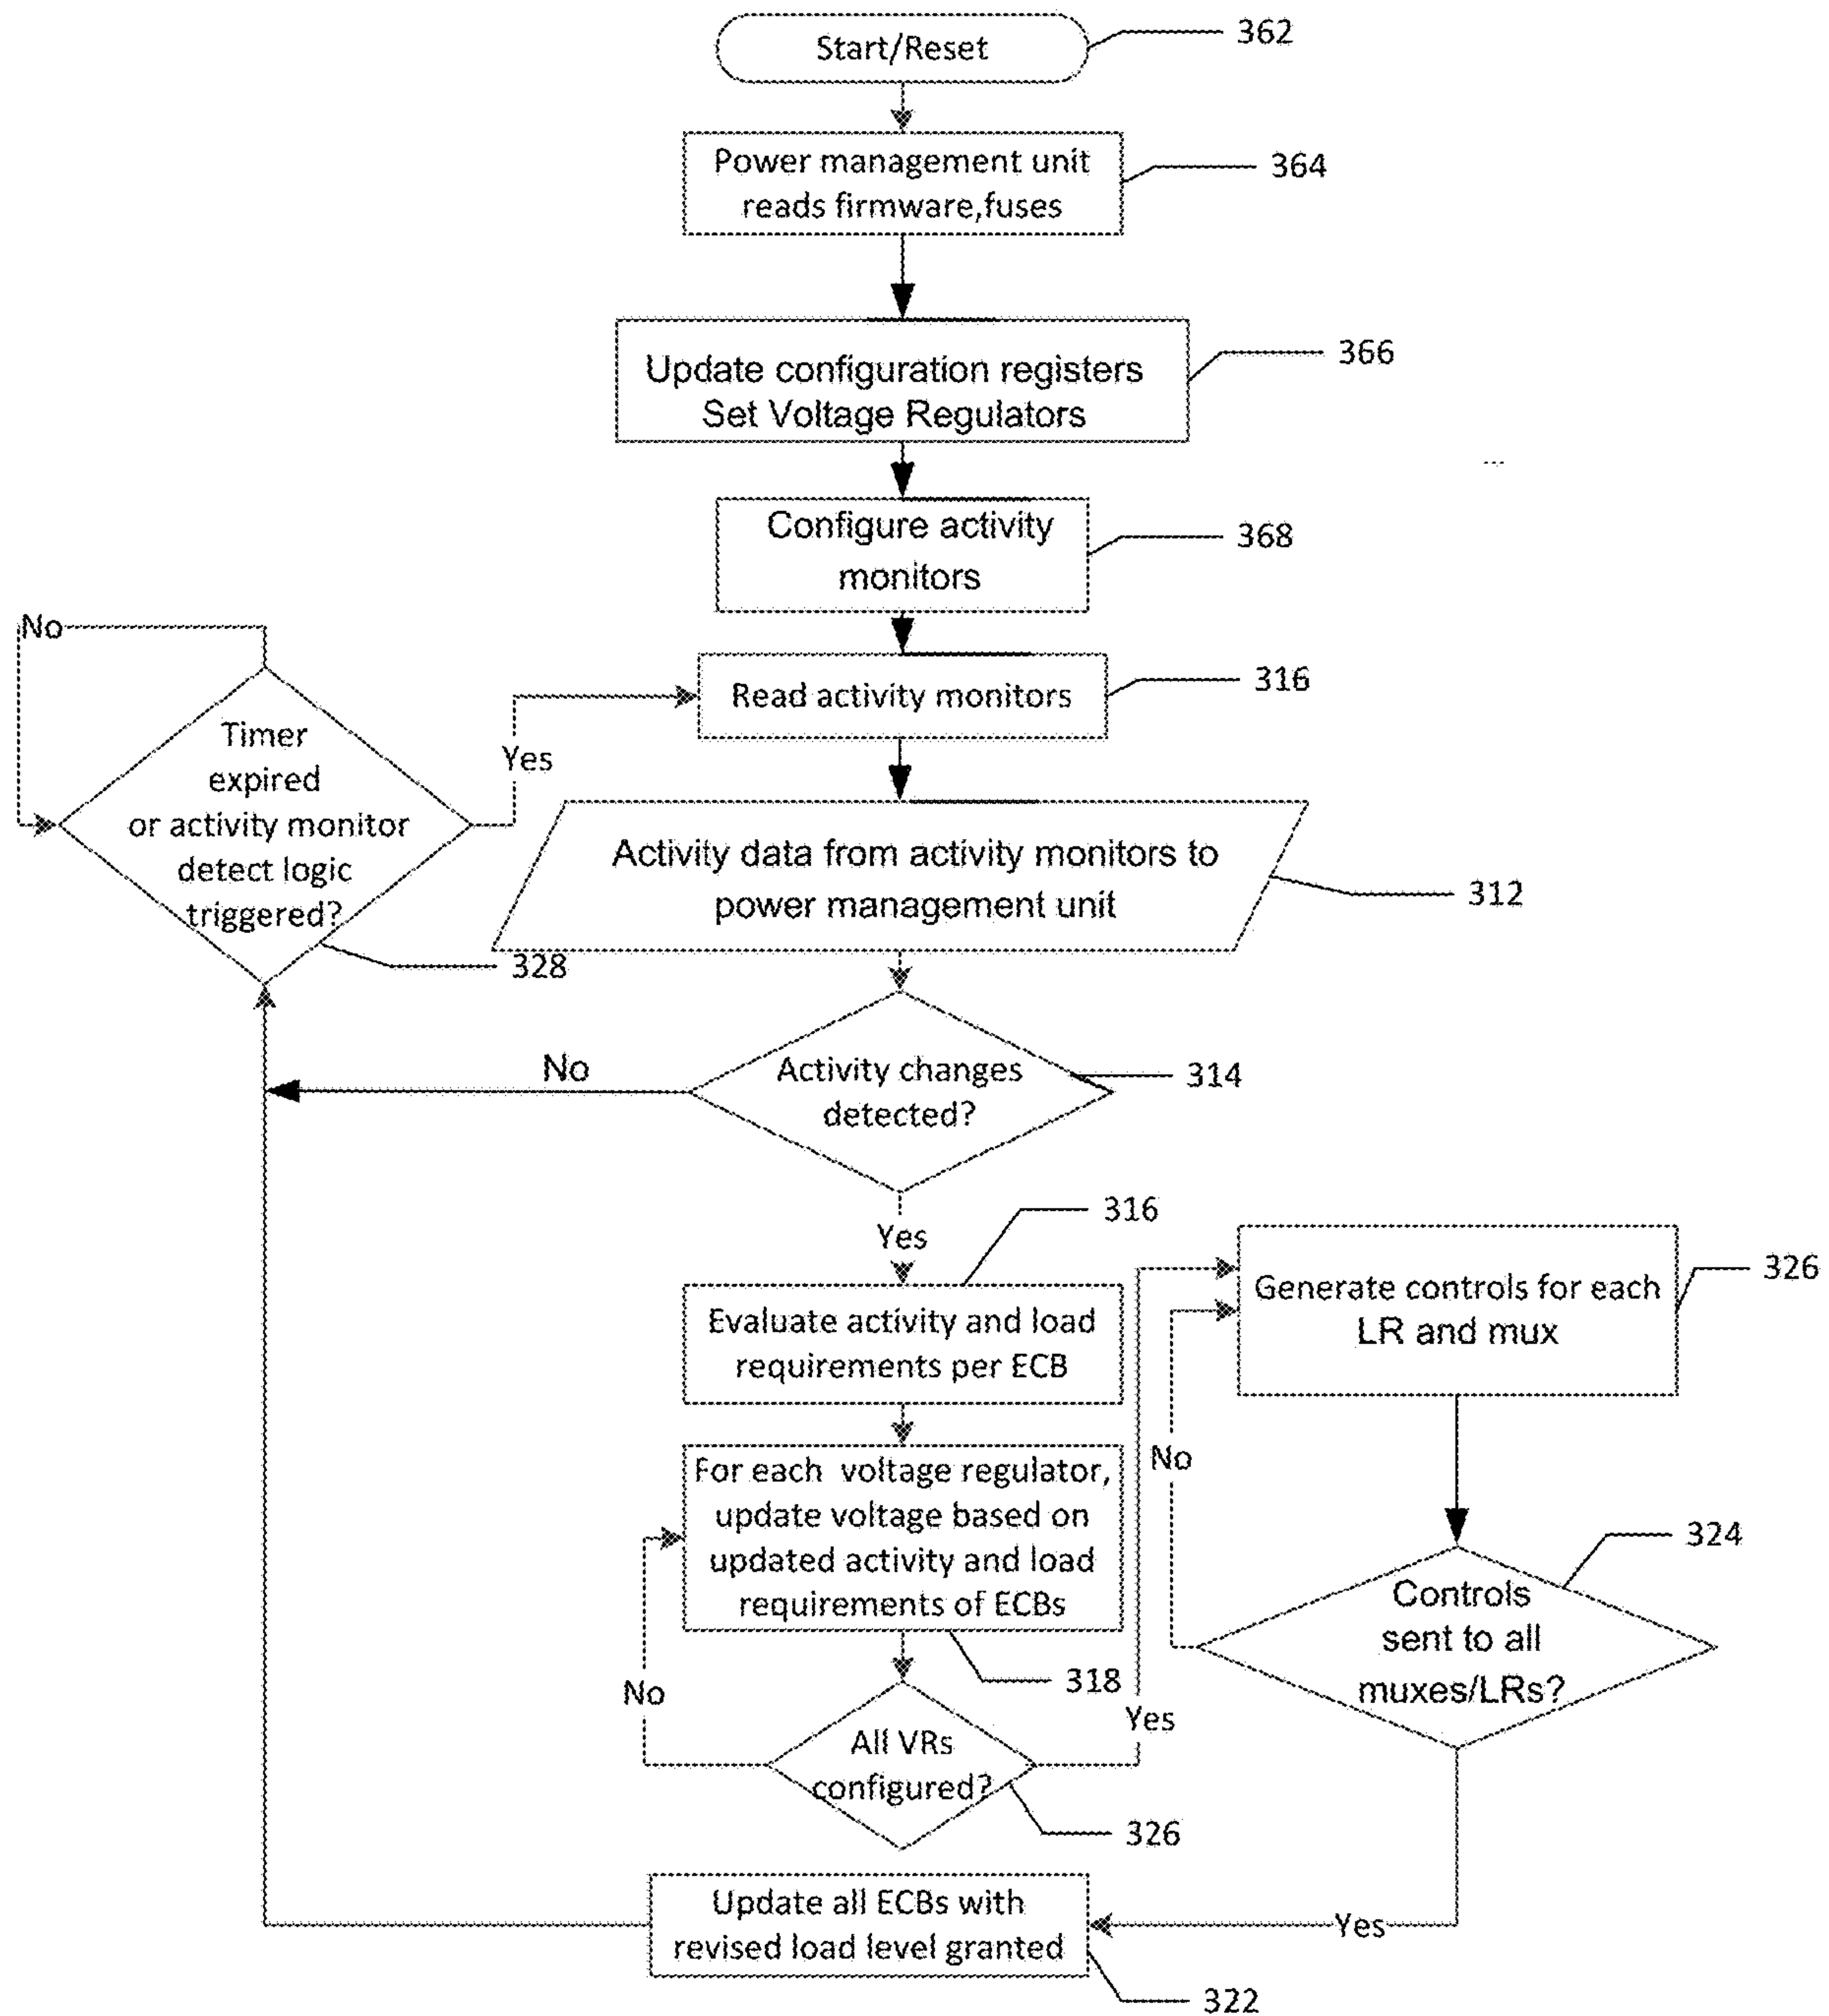 Start/Reset
362
Power management unit
reads firmware,fuses
364
Update configuration registers
Set Voltage Regulators
366
Configure activity
monitors
368
No
Read activity monitors
316
Timer
expired
or activity monitor
detect logic
triggered?
328
Yes
Activity data from activity monitors to
power management unit
312
Activity changes
detected?
314
No
Yes
316
Evaluate activity and load
requirements per ECB
For each voltage regulator,
update voltage based on
updated activity and load
requirements of ECBs
318
No
All VRs
configured?
326
Yes
Generate controls for each
LR and mux
326
No
324
Controls
sent to all
muxes/LRs?
Yes
Update all ECBs with
revised load level granted
322